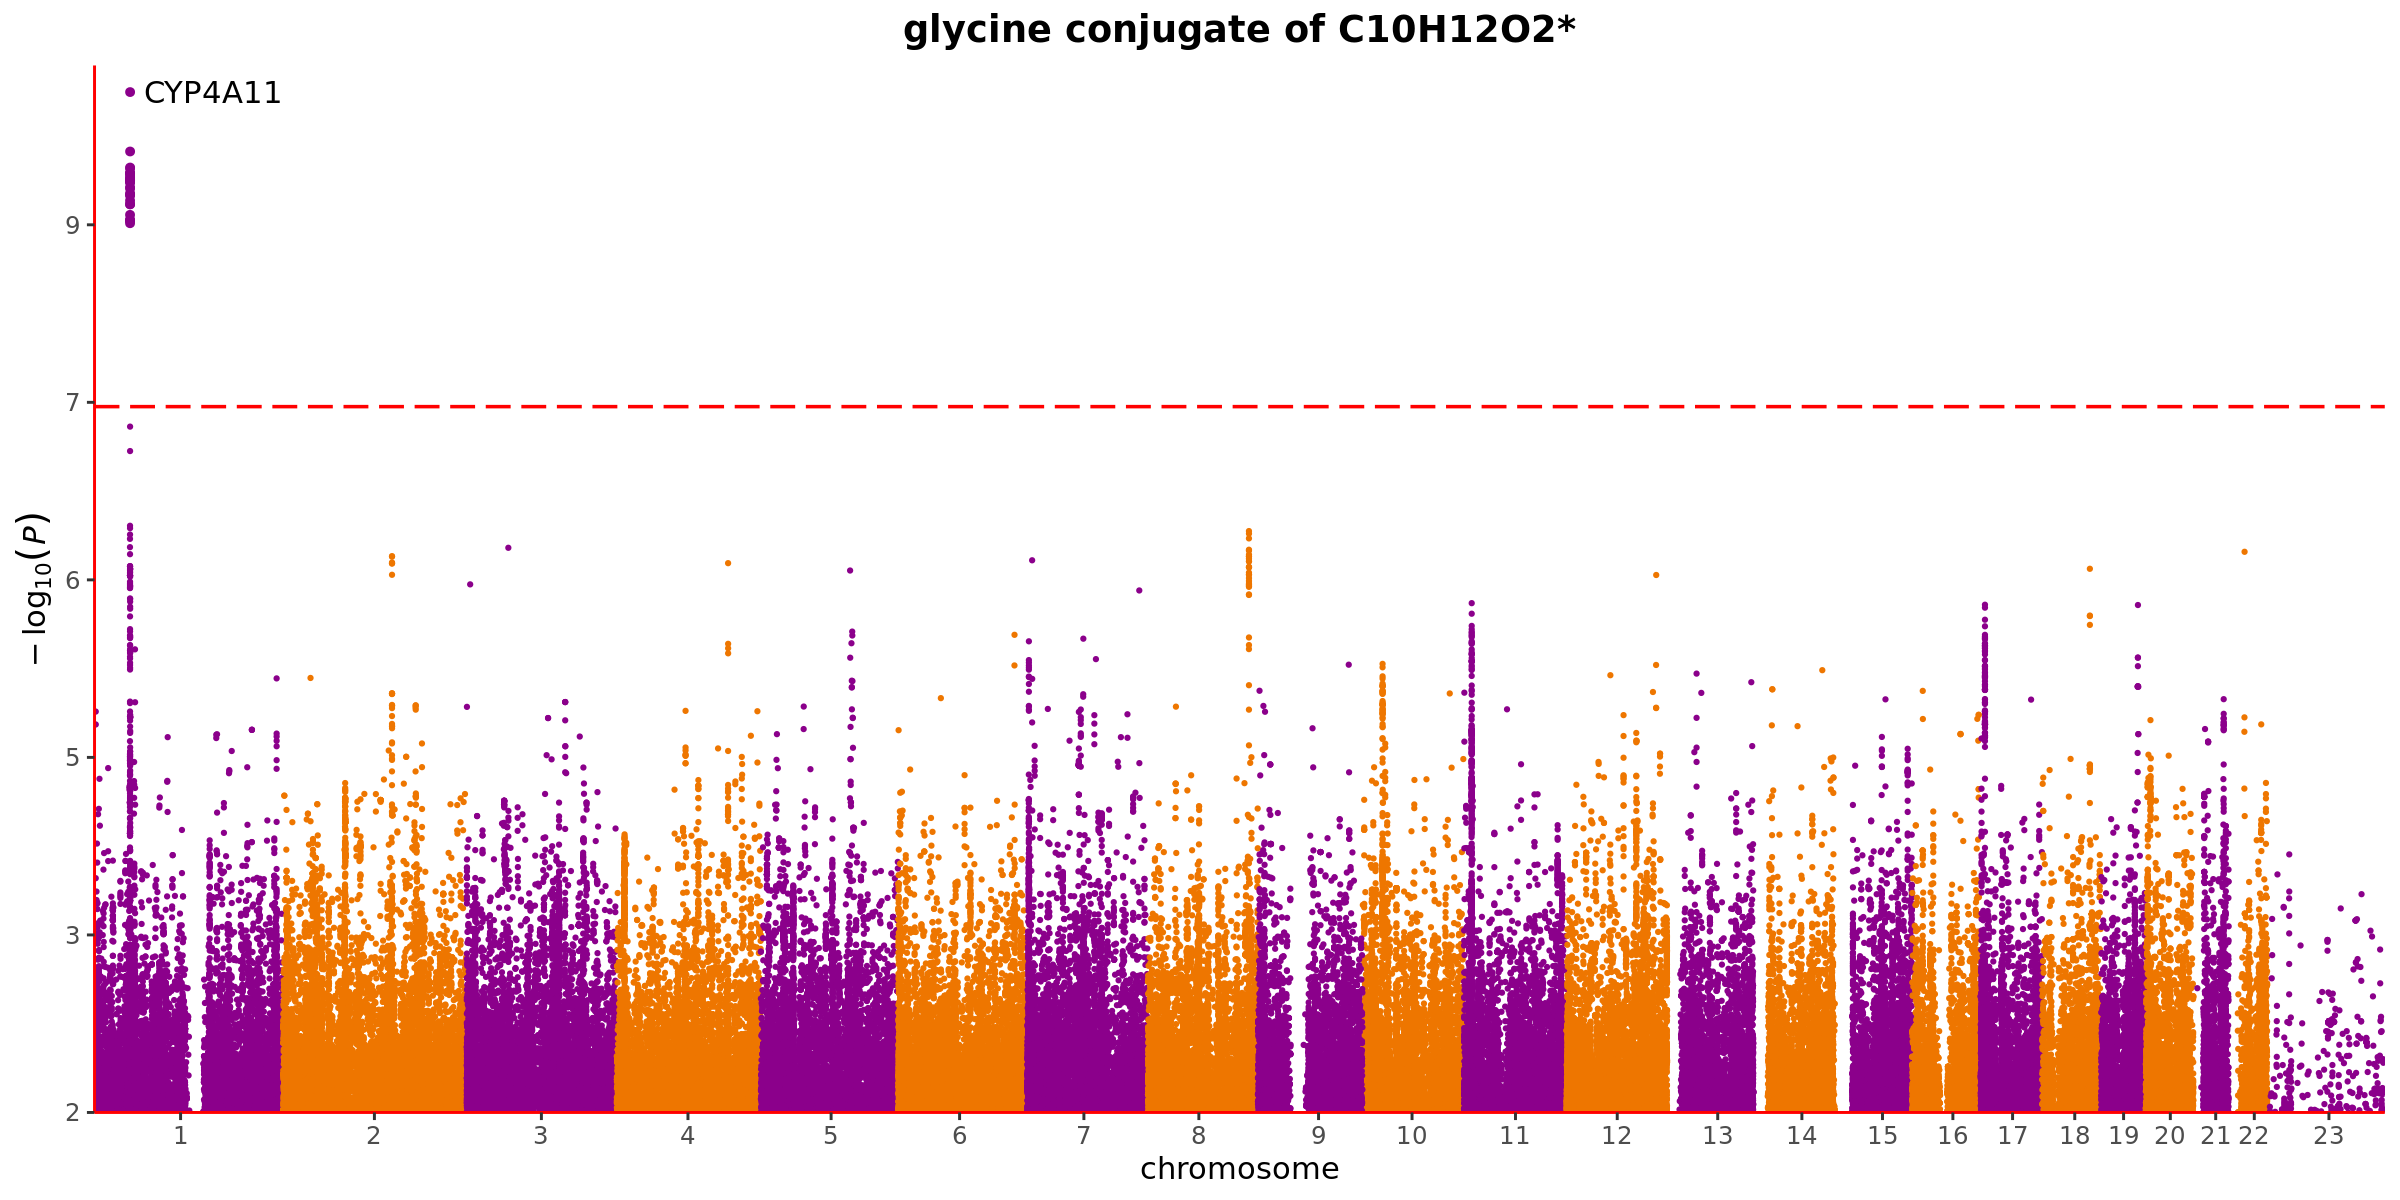 glycine conjugate of C10H12O2*
CYP4A11
9
7
6
5
3
2
− log10(P)
1 2 3 4 5 6 7 8 9 10 11 12 13 14 15 16 17 18 19 20 21 22 23
chromosome